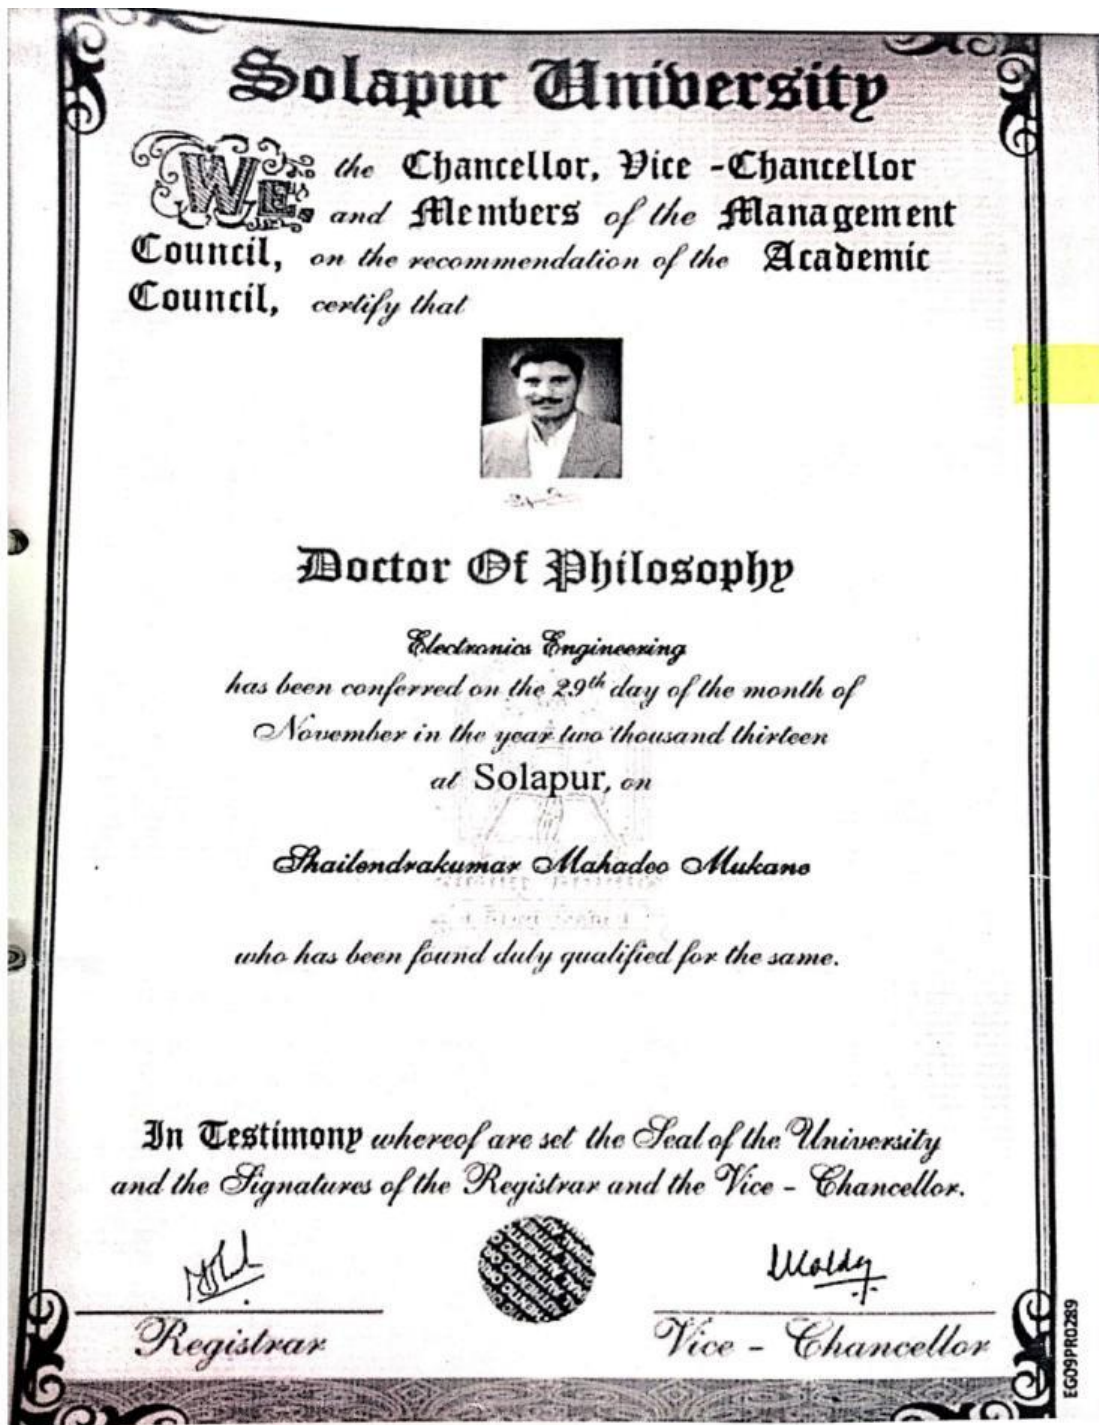 Solapur University
WE, the Chancellor, Vice - Chancellor
and Members of the Management
Council, on the recommendation of the Academic
Council, certify that
Doctor Of Philosophy
Electronics Engineering
has been conferred on the 29th day of the month of
November in the year two thousand thirteen
at Solapur, on
Shailendrakumar Mahadeo Mukane
who has been found duly qualified for the same.
In Testimony whereof are set the Seal of the University
and the Signatures of the Registrar and the Vice - Chancellor.
Registrar
Vice - Chancellor
EG09PR0289